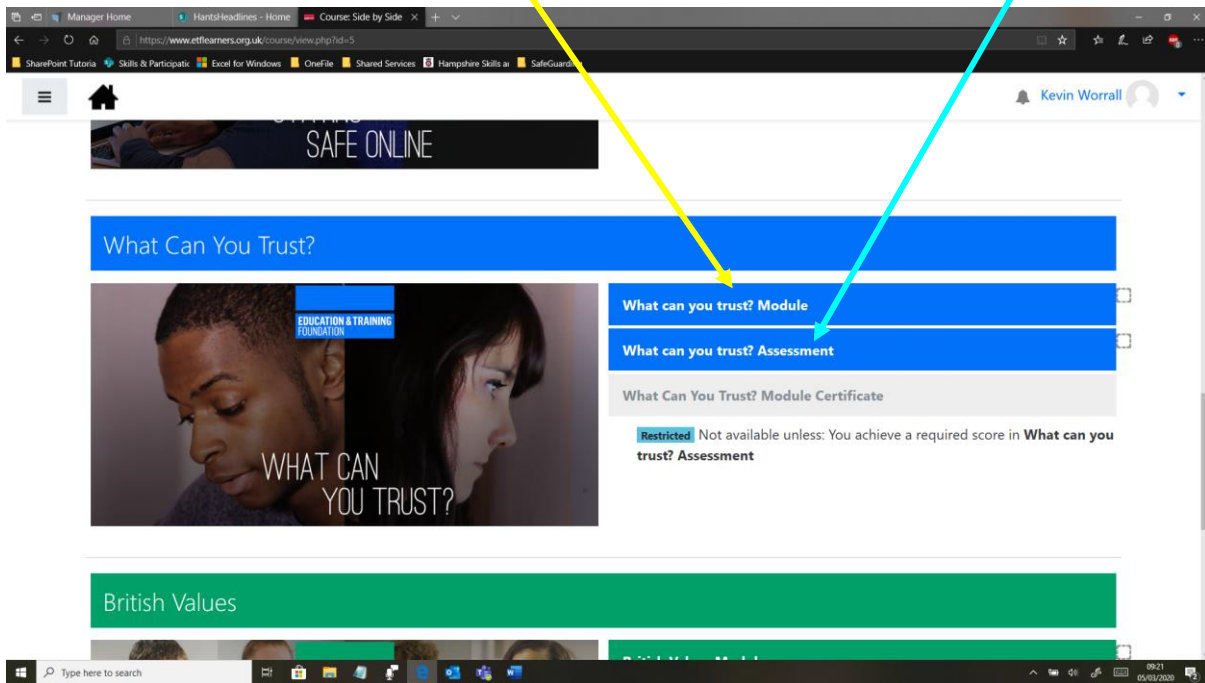 Manager Home HantsHeadlines - Home Course: Side by Side
https://www.etflearners.org.uk/course/view.php?id=5
SharePoint Tutoria Skills & Participatic Excel for Windows OneFile Shared Services Hampshire Skills ar
Kevin Worrall
SAFE ONLINE
What Can You Trust?
EDUCATION & TRAINING
FOUNDATION
WHAT CAN
YOU TRUST?
What can you trust? Module
What can you trust? Assessment
What Can You Trust? Module Certificate
Restricted Not available unless: You achieve a required score in What can you
trust? Assessment
British Values
Type here to search
09:21
05/03/2020